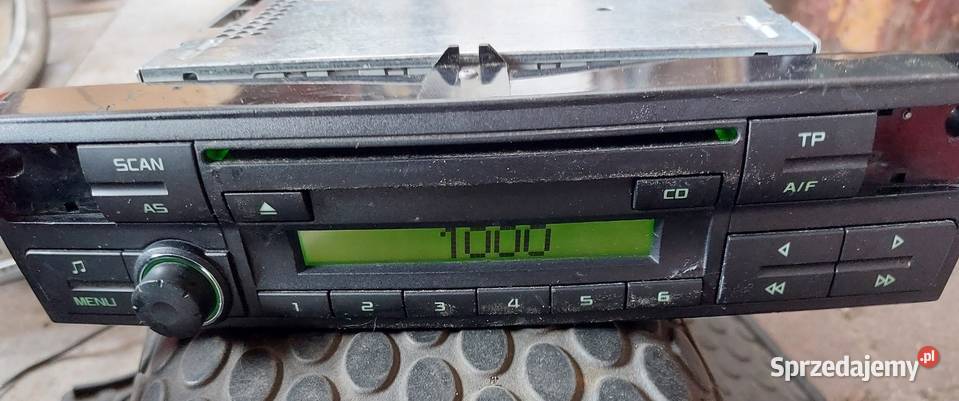 SCAN
AS
TP
A/F
CD
1000
MENU
1 2 3 4 5 6
Sprzedajemy.pl